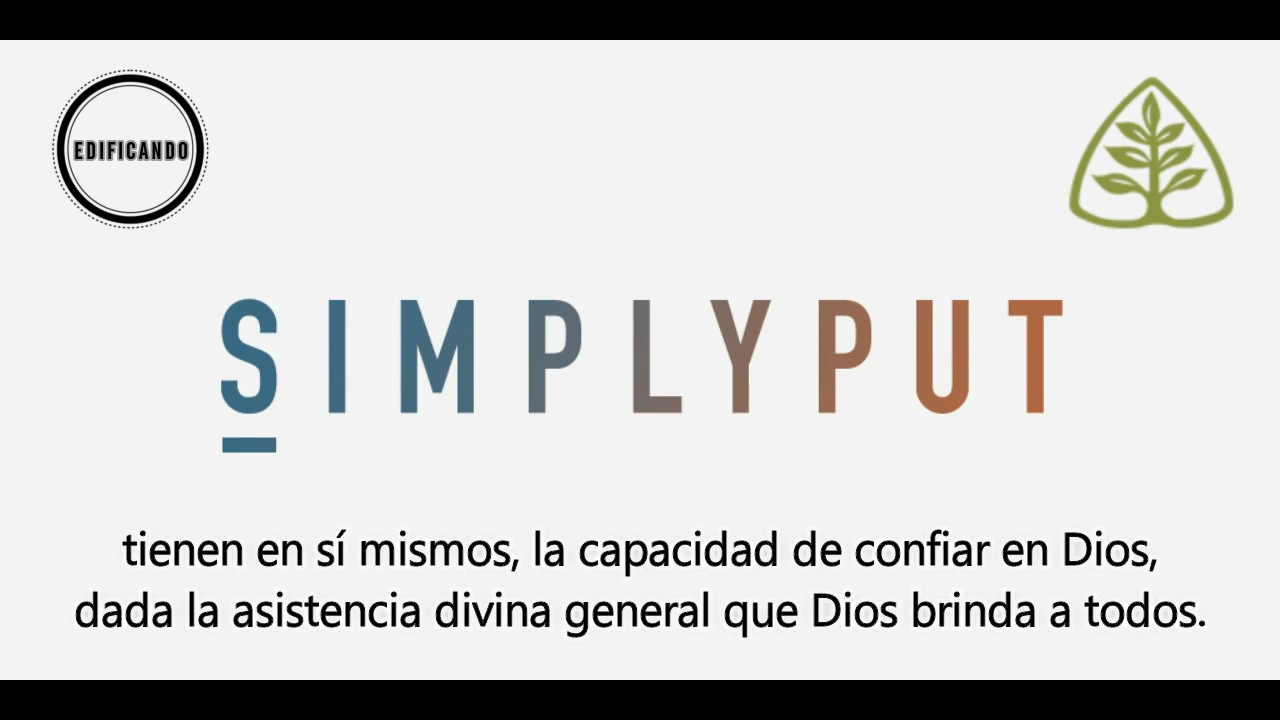 EDIFICANDO
SIMPLYPUT
tienen en sí mismos, la capacidad de confiar en Dios,
dada la asistencia divina general que Dios brinda a todos.